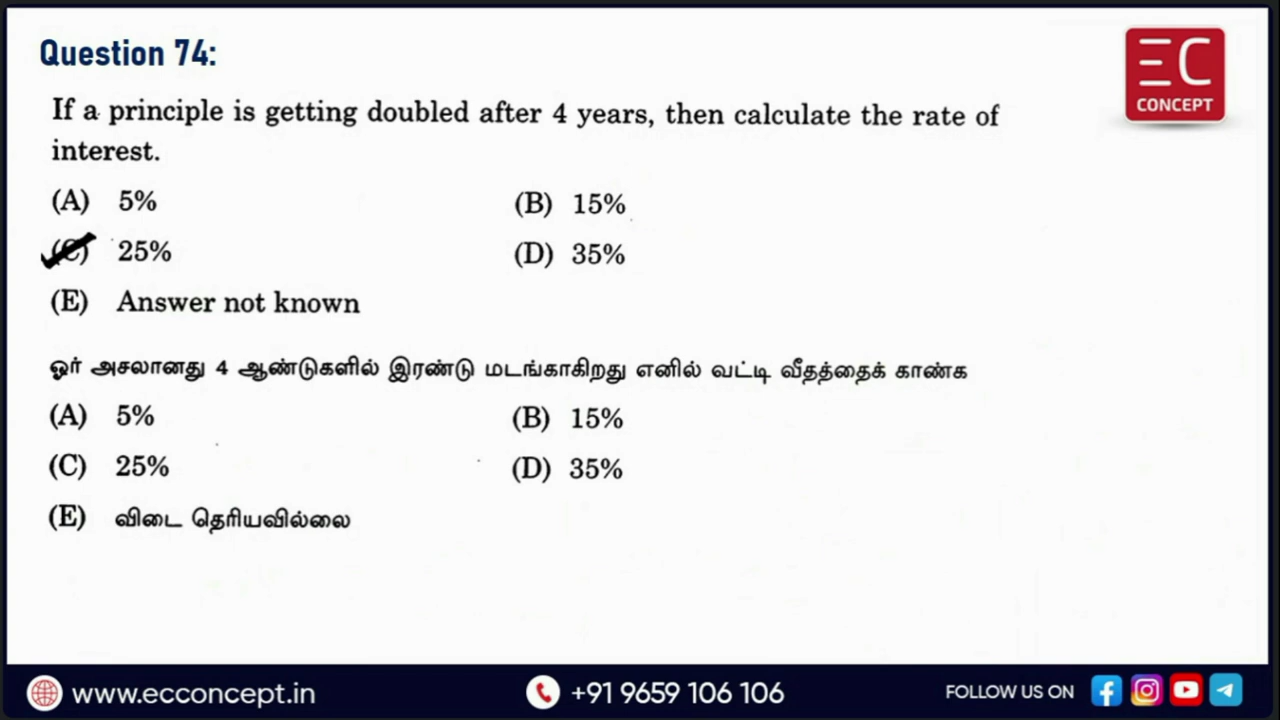 Question 74:
EC
CONCEPT
If a principle is getting doubled after 4 years, then calculate the rate of
interest.
(A) 5% (B) 15%
(C) 25% (D) 35%
(E) Answer not known
ஓர் அசலானது 4 ஆண்டுகளில் இரண்டு மடங்காகிறது எனில் வட்டி வீதத்தைக் காண்க
(A) 5% (B) 15%
(C) 25% (D) 35%
(E) விடை தெரியவில்லை
www.ecconcept.in +91 9659 106 106 FOLLOW US ON